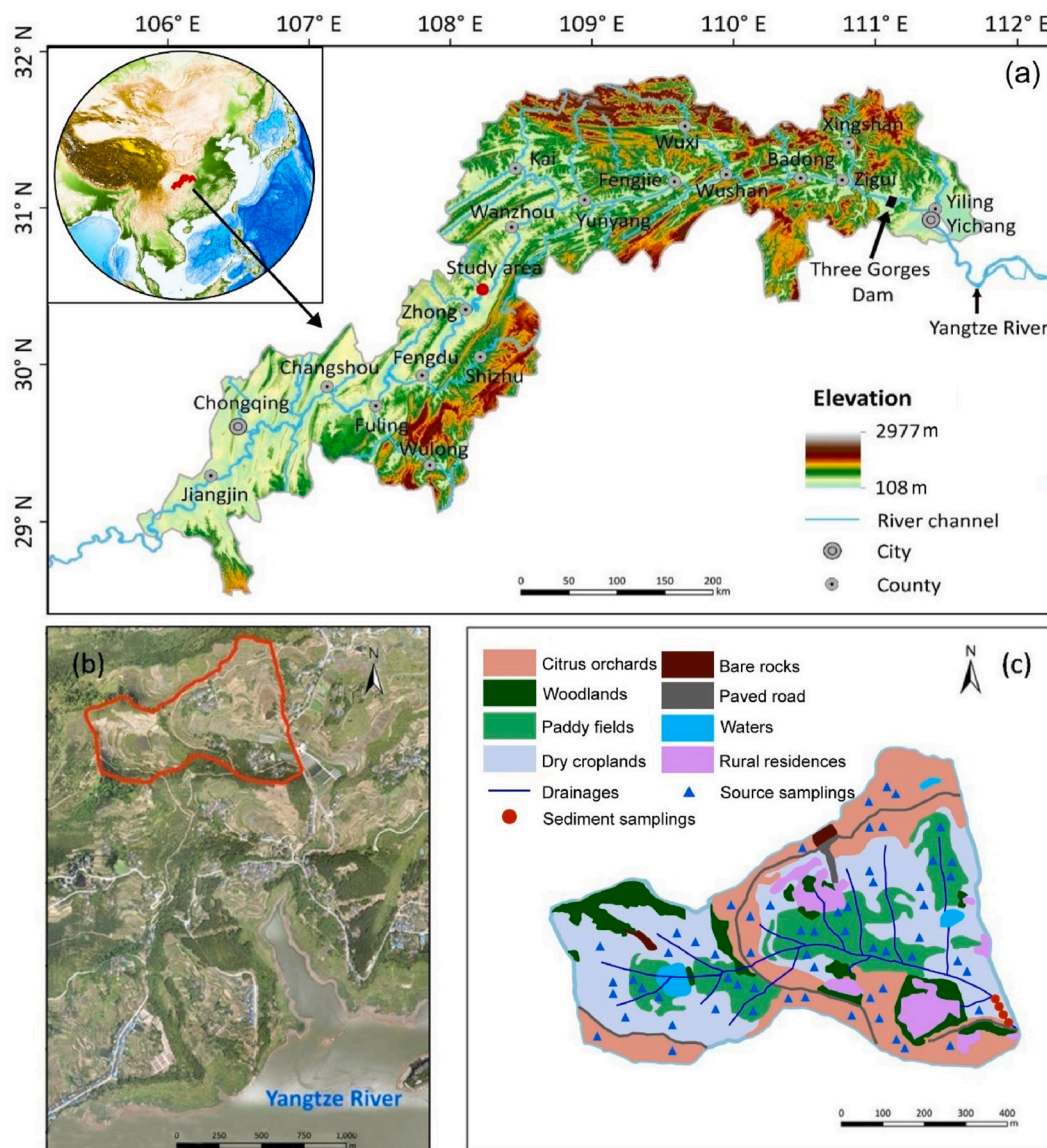 106° E 107° E 108° E 109° E 110° E 111° E 112° E
32° N
31° N
30° N
29° N
(a)
Xingshan
Wuxi
Kai
Badong
Fengjie
Wushan
Zigui
Yiling
Wanzhou
Yunyang
Yichang
Study area
Three Gorges
Dam
Zhong
Yangtze River
Fengdu
Changshou
Shizhu
Chongqing
Fuling
Wulong
Jiangjin
Elevation
2977 m
108 m
River channel
City
County
0 50 100 150 200
km
(b)
N
Yangtze River
0 250 500 750 1,000
m
(c)
N
Citrus orchards
Bare rocks
Woodlands
Paved road
Paddy fields
Waters
Dry croplands
Rural residences
Drainages
Source samplings
Sediment samplings
0 100 200 300 400
m